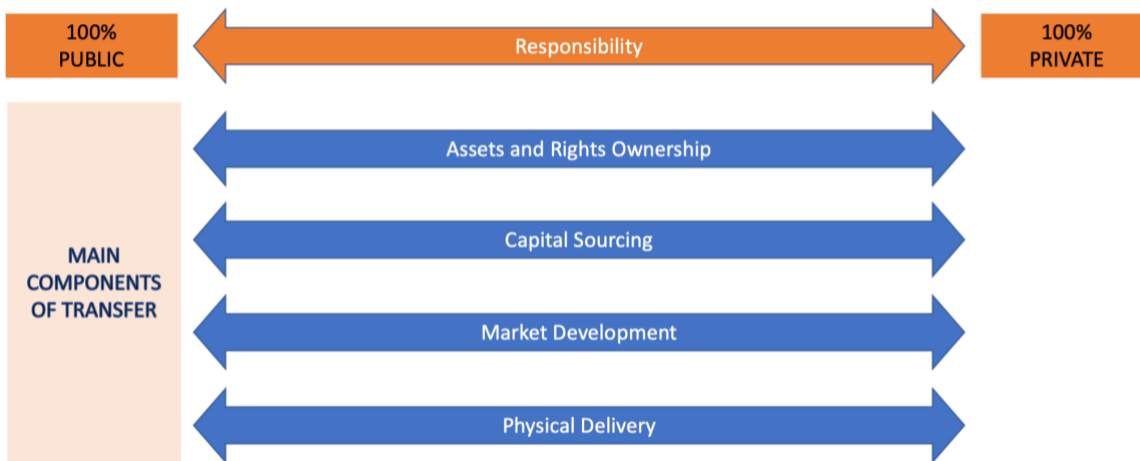 100%
PUBLIC
Responsibility
100%
PRIVATE
Assets and Rights Ownership
Capital Sourcing
MAIN
COMPONENTS
OF TRANSFER
Market Development
Physical Delivery